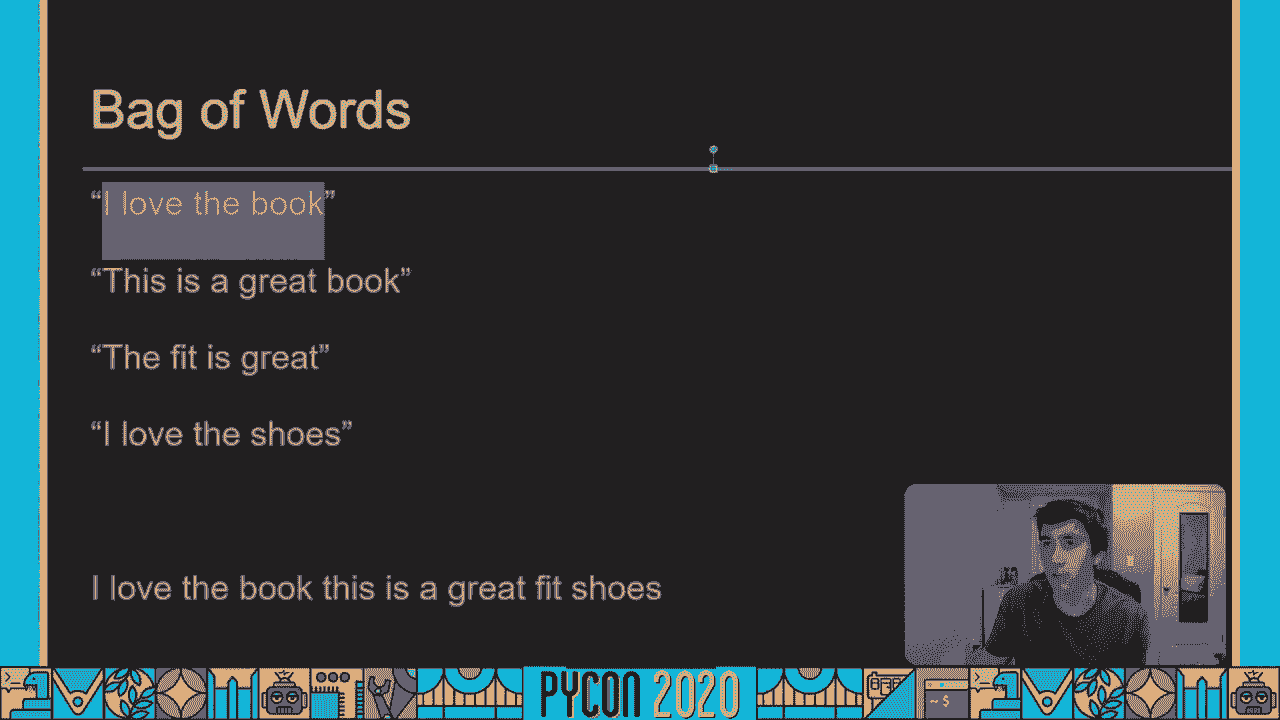 Bag of Words
“I love the book”
“This is a great book”
“The fit is great”
“I love the shoes”
I love the book this is a great fit shoes
~ $
PYCON 2020